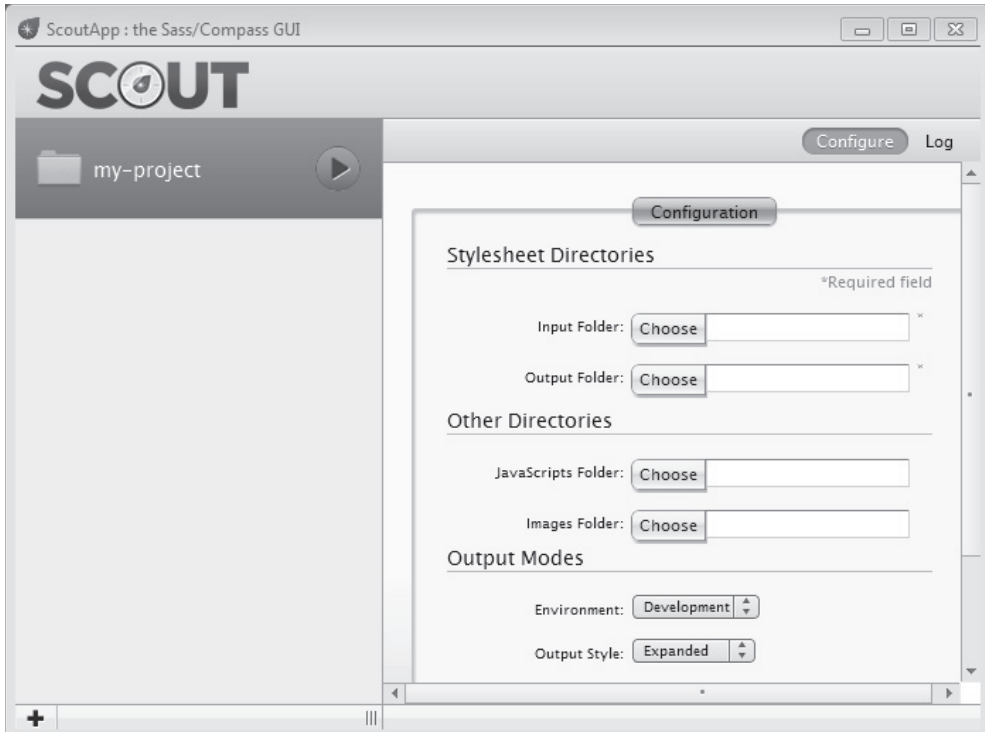 ScoutApp : the Sass/Compass GUI
SCOUT
my-project
Configure Log
Configuration
Stylesheet Directories
*Required field
Input Folder: Choose *
Output Folder: Choose *
Other Directories
JavaScripts Folder: Choose
Images Folder: Choose
Output Modes
Environment: Development
Output Style: Expanded